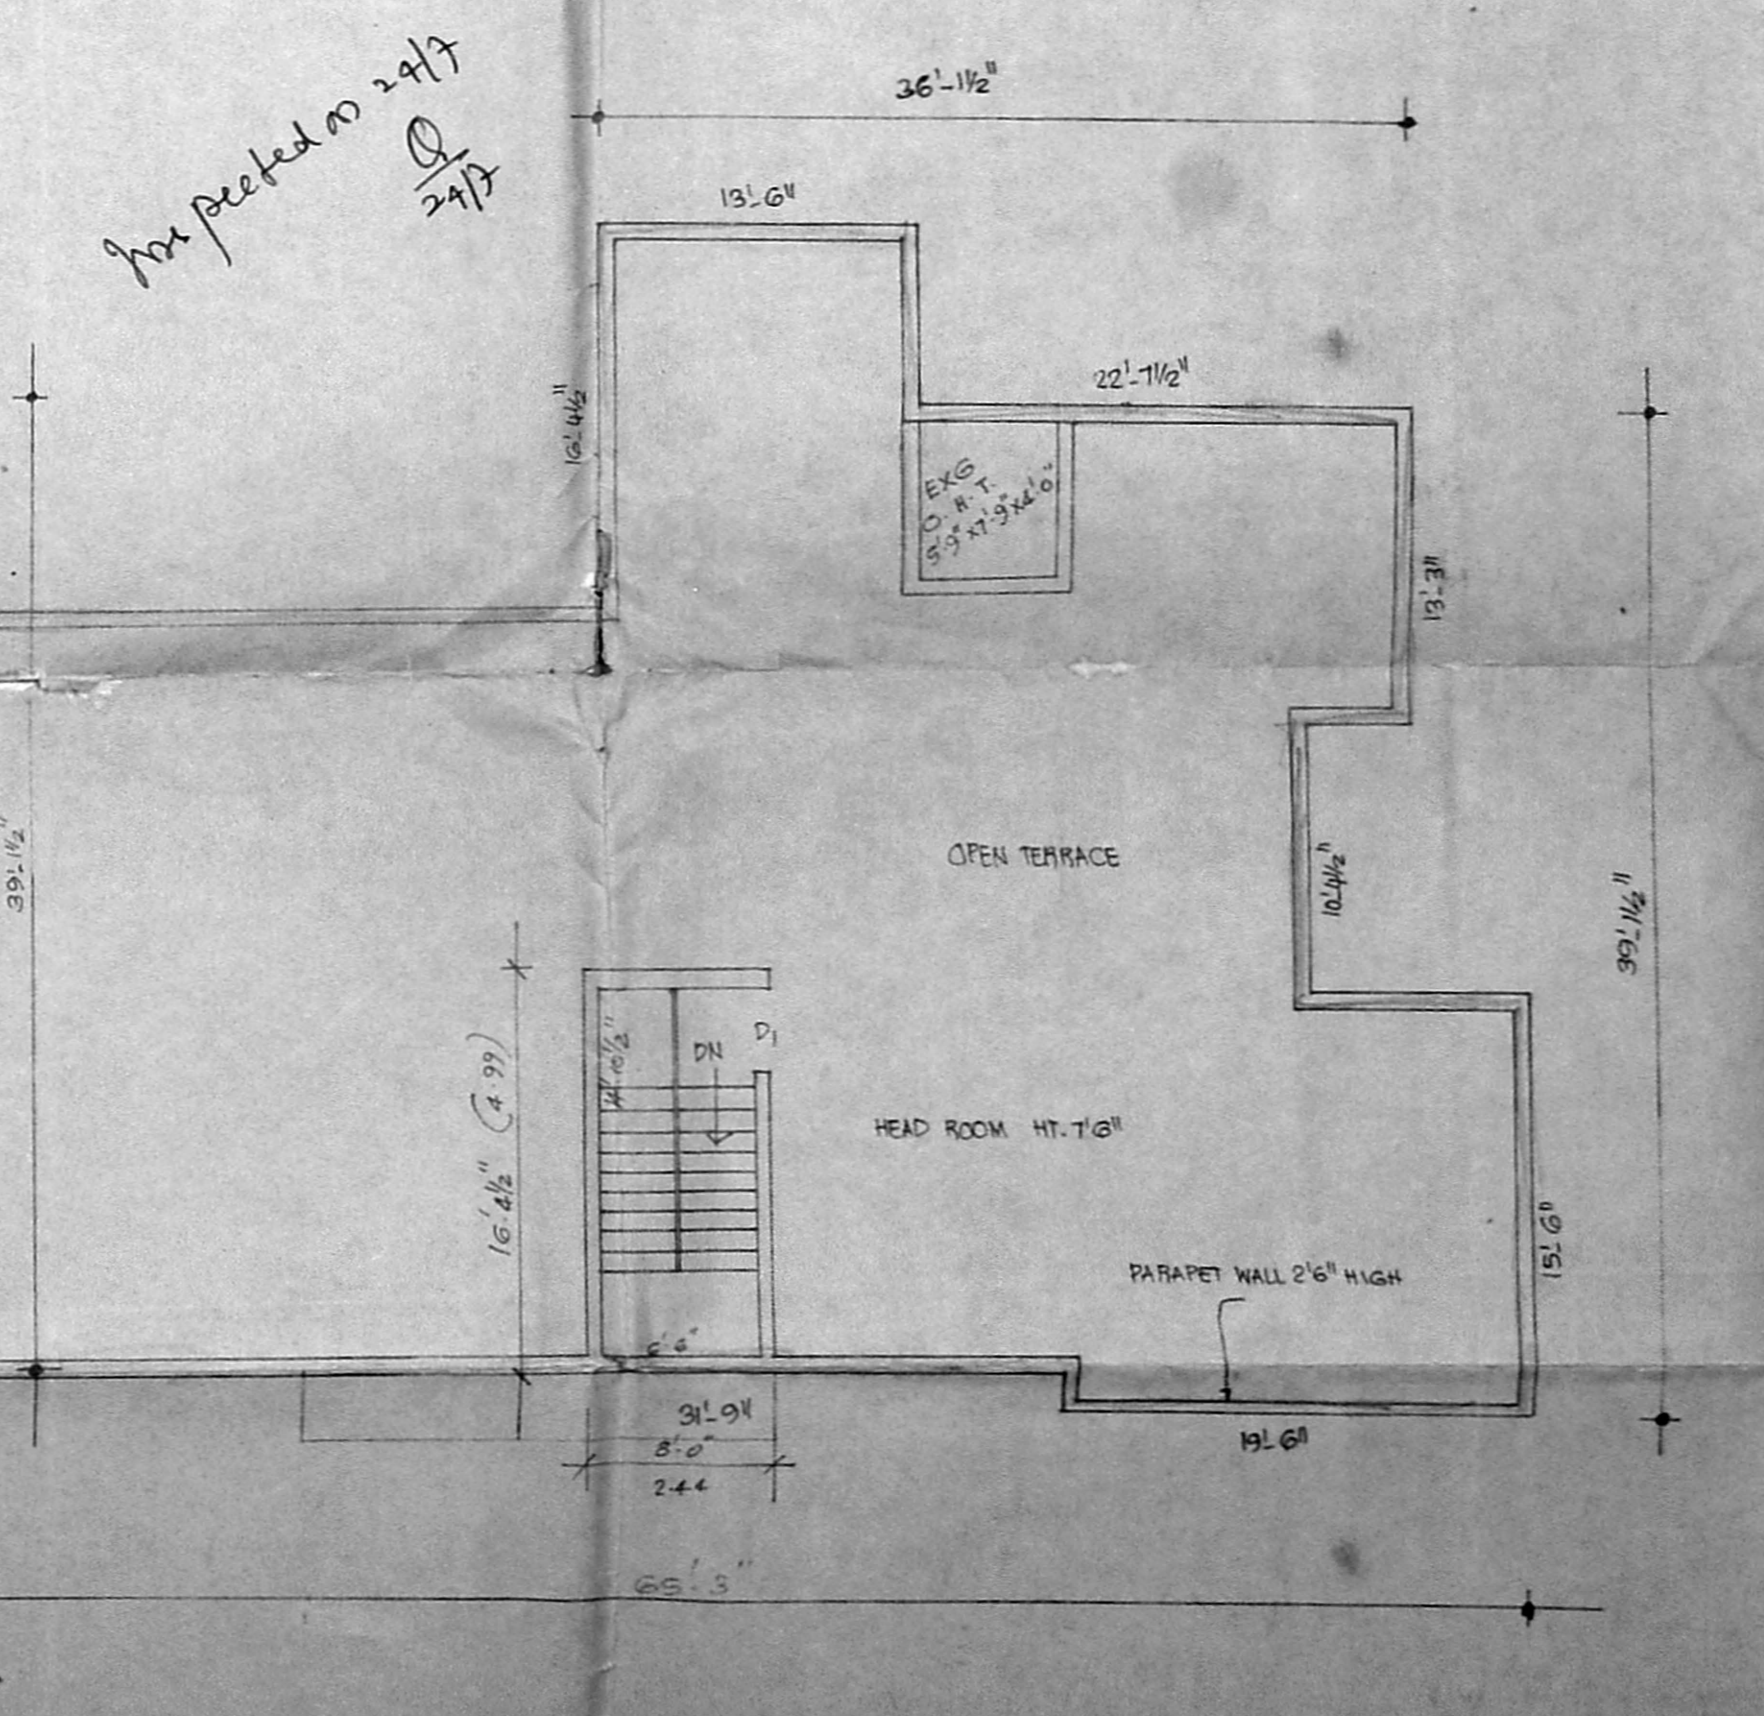 Inspected on 24/7
24/7
36'-1½"
13'-6"
22'-7½"
16'-4½"
EXG
O.H.T.
5'-9"x7'-9"x4'-0"
13'-3"
39'-1½"
OPEN TERRACE
10'-4½"
39'-1½"
D1
DN
16'-4½" (4.99)
HEAD ROOM HT. 7'6"
PARAPET WALL 2'6" HIGH
15'-6"
6'-6"
31'-9"
8'-0"
2.44
19'-6"
65'-3"